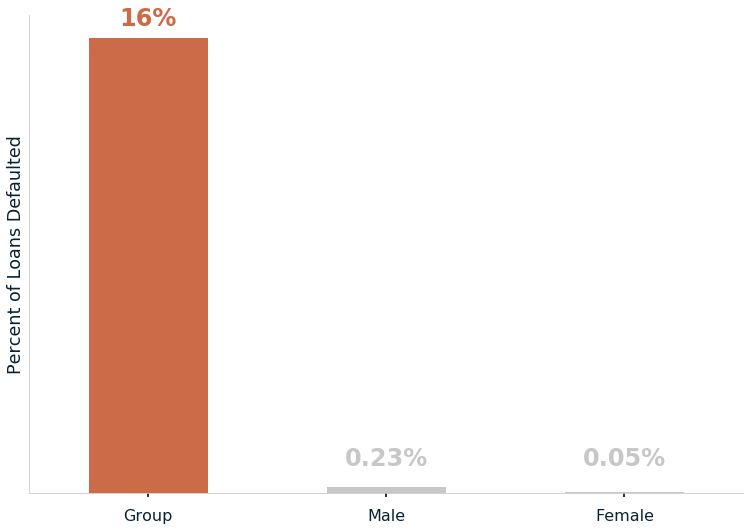 16%
Percent of Loans Defaulted
0.23%
0.05%
Group
Male
Female